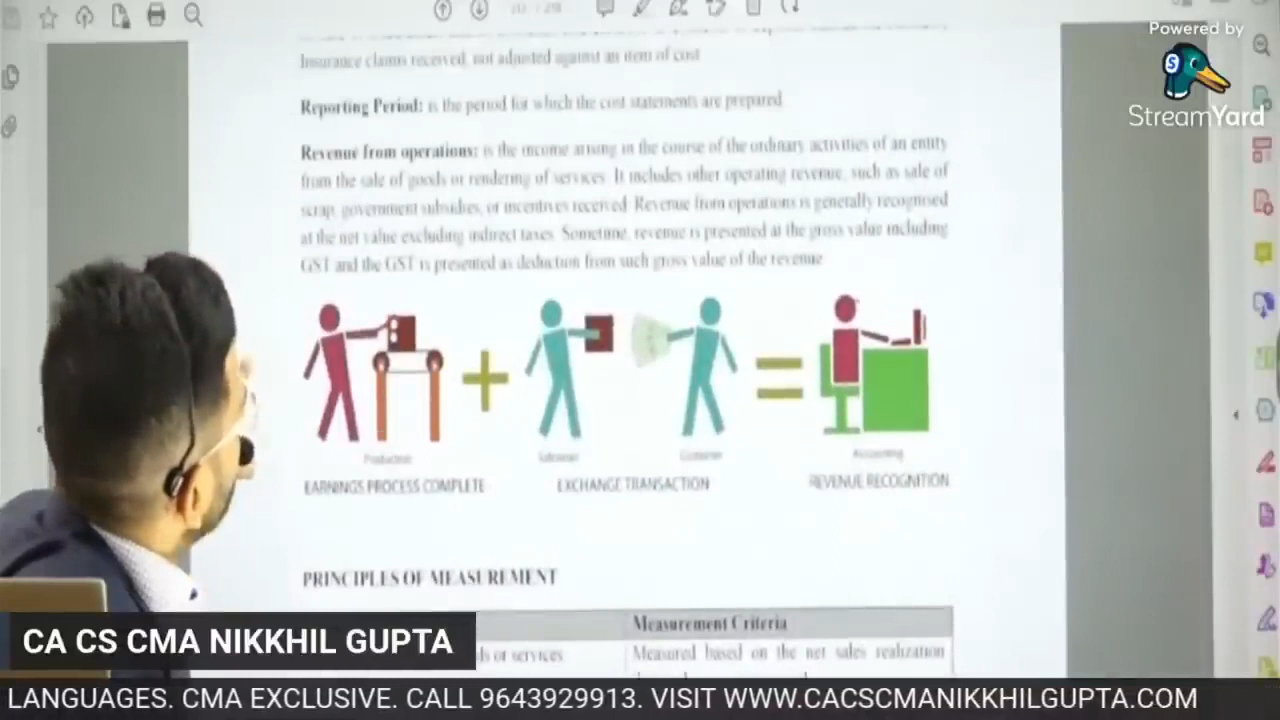 Powered by
StreamYard
Insurance claims received, not adjusted against an item of cost
Reporting Period: is the period for which the cost statements are prepared
Revenue from operations: is the income arising in the course of the ordinary activities of an entity
from the sale of goods or rendering of services. It includes other operating revenue, such as sale of
scrap, government subsidies, or incentives received. Revenue from operations is generally recognised
at the net value excluding indirect taxes. Sometime, revenue is presented at the gross value including
GST and the GST is presented as deduction from such gross value of the revenue
Production
Salesman
Customer
Accounting
EARNINGS PROCESS COMPLETE
EXCHANGE TRANSACTION
REVENUE RECOGNITION
PRINCIPLES OF MEASUREMENT
Measurement Criteria
or services
Measured based on the net sales realization
CA CS CMA NIKKHIL GUPTA
LANGUAGES. CMA EXCLUSIVE. CALL 9643929913. VISIT WWW.CACSCMANIKKHILGUPTA.COM